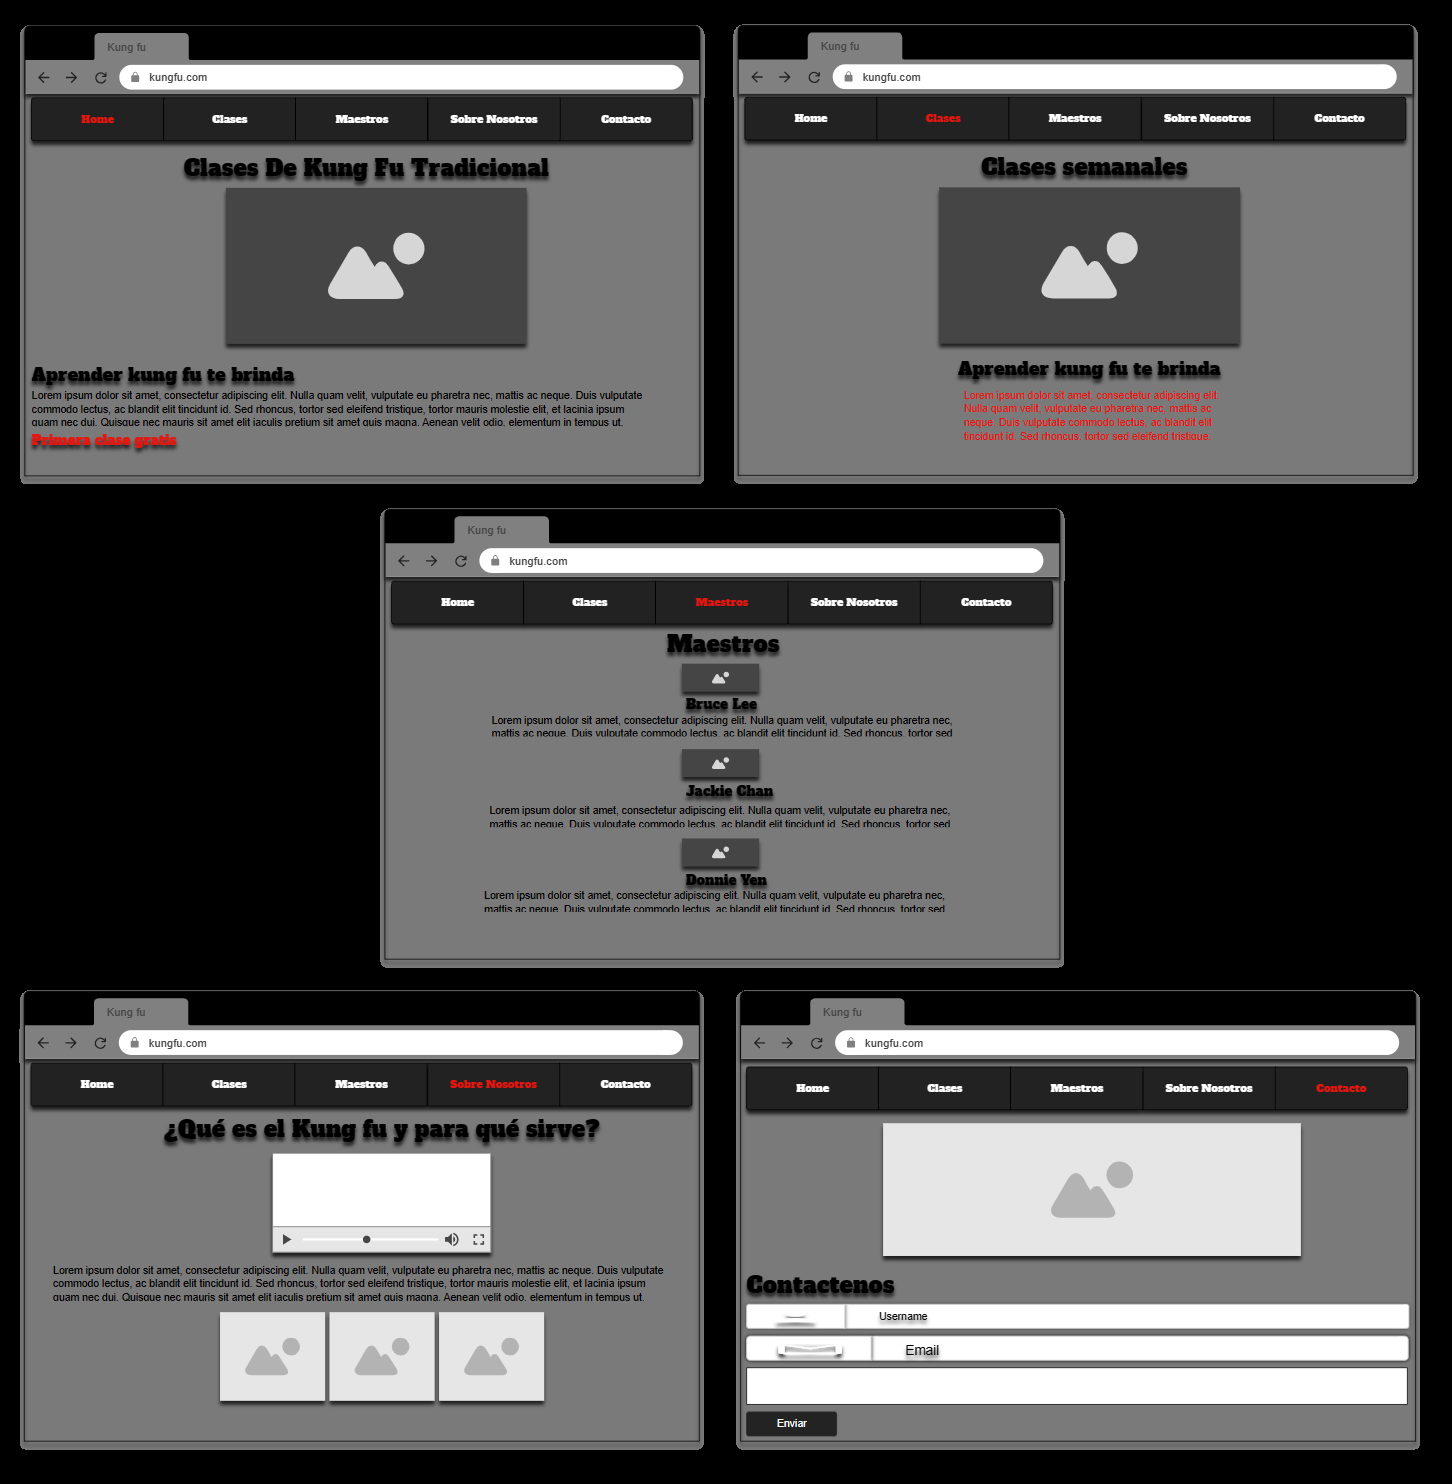 Kung fu
kungfu.com
Home Clases Maestros Sobre Nosotros Contacto
Clases De Kung Fu Tradicional
Aprender kung fu te brinda
Lorem ipsum dolor sit amet, consectetur adipiscing elit. Nulla quam velit, vulputate eu pharetra nec, mattis ac neque. Duis vulputate
commodo lectus, ac blandit elit tincidunt id. Sed rhoncus, tortor sed eleifend tristique, tortor mauris molestie elit, et lacinia ipsum
quam nec dui. Quisque nec mauris sit amet elit iaculis pretium sit amet quis magna. Aenean velit odio, elementum in tempus ut,
Primera clase gratis
Kung fu
kungfu.com
Home Clases Maestros Sobre Nosotros Contacto
Clases semanales
Aprender kung fu te brinda
Lorem ipsum dolor sit amet, consectetur adipiscing elit.
Nulla quam velit, vulputate eu pharetra nec, mattis ac
neque. Duis vulputate commodo lectus, ac blandit elit
tincidunt id. Sed rhoncus, tortor sed eleifend tristique,
Kung fu
kungfu.com
Home Clases Maestros Sobre Nosotros Contacto
Maestros
Bruce Lee
Lorem ipsum dolor sit amet, consectetur adipiscing elit. Nulla quam velit, vulputate eu pharetra nec,
mattis ac neque. Duis vulputate commodo lectus, ac blandit elit tincidunt id. Sed rhoncus, tortor sed
Jackie Chan
Lorem ipsum dolor sit amet, consectetur adipiscing elit. Nulla quam velit, vulputate eu pharetra nec,
mattis ac neque. Duis vulputate commodo lectus, ac blandit elit tincidunt id. Sed rhoncus, tortor sed
Donnie Yen
Lorem ipsum dolor sit amet, consectetur adipiscing elit. Nulla quam velit, vulputate eu pharetra nec,
mattis ac neque. Duis vulputate commodo lectus, ac blandit elit tincidunt id. Sed rhoncus, tortor sed
Kung fu
kungfu.com
Home Clases Maestros Sobre Nosotros Contacto
¿Qué es el Kung fu y para qué sirve?
Lorem ipsum dolor sit amet, consectetur adipiscing elit. Nulla quam velit, vulputate eu pharetra nec, mattis ac neque. Duis vulputate
commodo lectus, ac blandit elit tincidunt id. Sed rhoncus, tortor sed eleifend tristique, tortor mauris molestie elit, et lacinia ipsum
quam nec dui. Quisque nec mauris sit amet elit iaculis pretium sit amet quis magna. Aenean velit odio, elementum in tempus ut,
Kung fu
kungfu.com
Home Clases Maestros Sobre Nosotros Contacto
Contactenos
Username
Email
Enviar